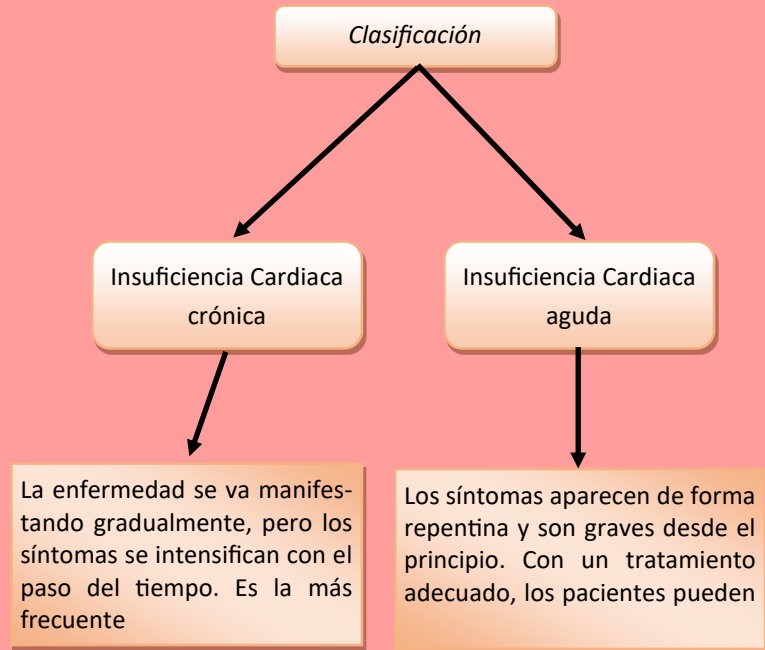 Clasificación
Insuficiencia Cardiaca
crónica
Insuficiencia Cardiaca
aguda
La enfermedad se va manifes-
tando gradualmente, pero los
síntomas se intensifican con el
paso del tiempo. Es la más
frecuente
Los síntomas aparecen de forma
repentina y son graves desde el
principio. Con un tratamiento
adecuado, los pacientes pueden